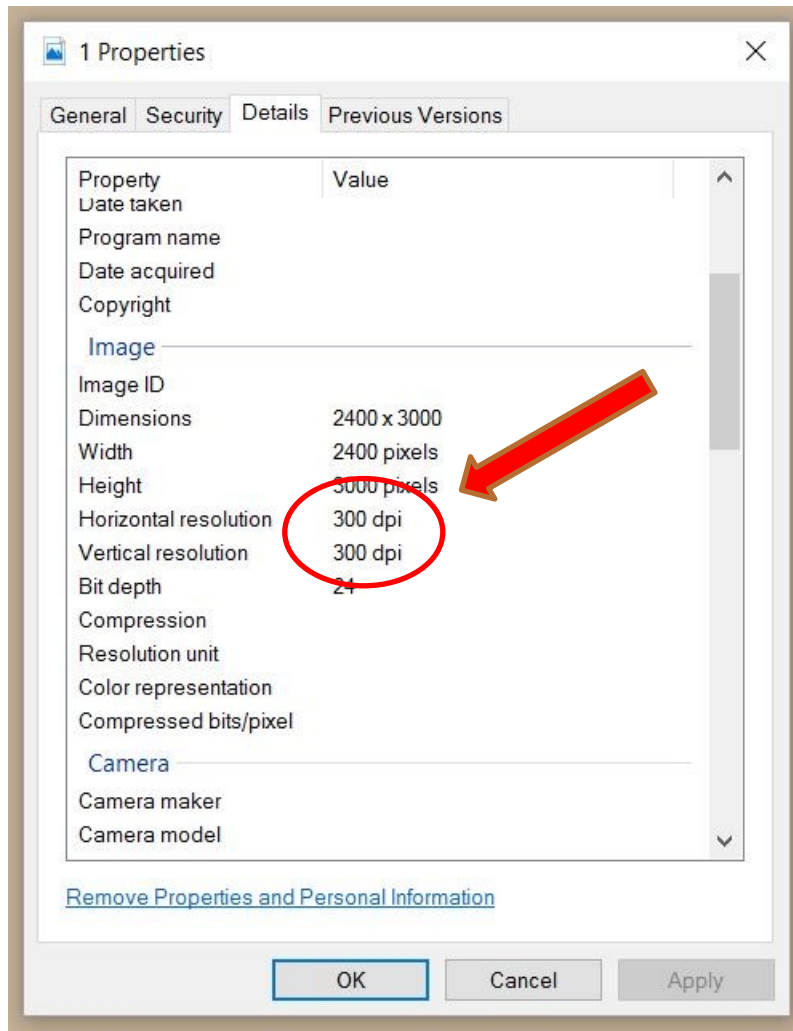 1 Properties
General Security Details Previous Versions
Property Value
Date taken
Program name
Date acquired
Copyright
Image
Image ID
Dimensions 2400 x 3000
Width 2400 pixels
Height 3000 pixels
Horizontal resolution 300 dpi
Vertical resolution 300 dpi
Bit depth 24
Compression
Resolution unit
Color representation
Compressed bits/pixel
Camera
Camera maker
Camera model
Remove Properties and Personal Information
OK Cancel Apply